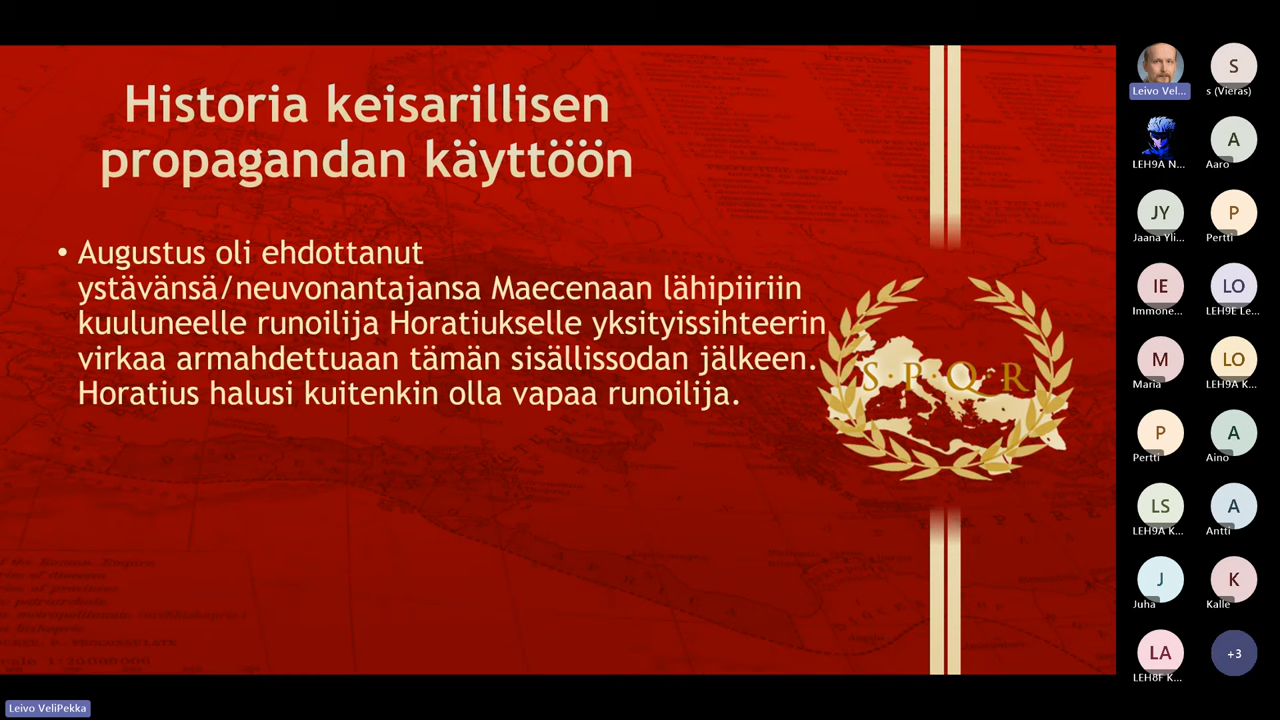 Historia keisarillisen
propagandan käyttöön
• Augustus oli ehdottanut
ystävänsä/neuvonantajansa Maecenaan lähipiiriin
kuuluneelle runoilija Horatiukselle yksityissihteerin
virkaa armahdettuaan tämän sisällissodan jälkeen.
Horatius halusi kuitenkin olla vapaa runoilija.
S·P·Q·R
Leivo Vel...
S
s (Vieras)
LEH9A N...
A
Aaro
JY
Jaana Yli...
P
Pertti
IE
Immone...
LO
LEH9E Le...
M
Maria
LO
LEH9A K...
P
Pertti
A
Aino
LS
LEH9A K...
A
Antti
J
Juha
K
Kalle
LA
LEH8F K...
+3
Leivo VeliPekka